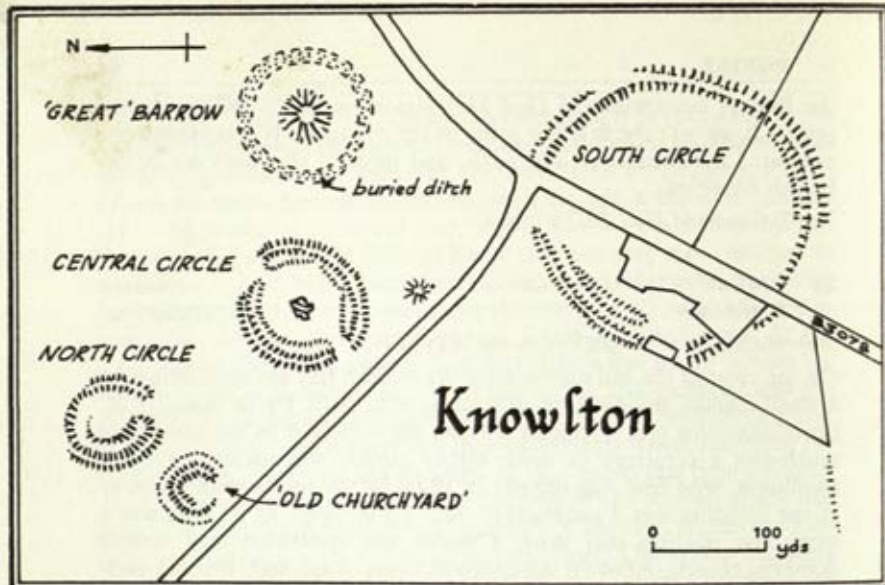 N
'GREAT' BARROW
buried ditch
SOUTH CIRCLE
CENTRAL CIRCLE
NORTH CIRCLE
B3078
Knowlton
'OLD CHURCHYARD'
0 100
yds